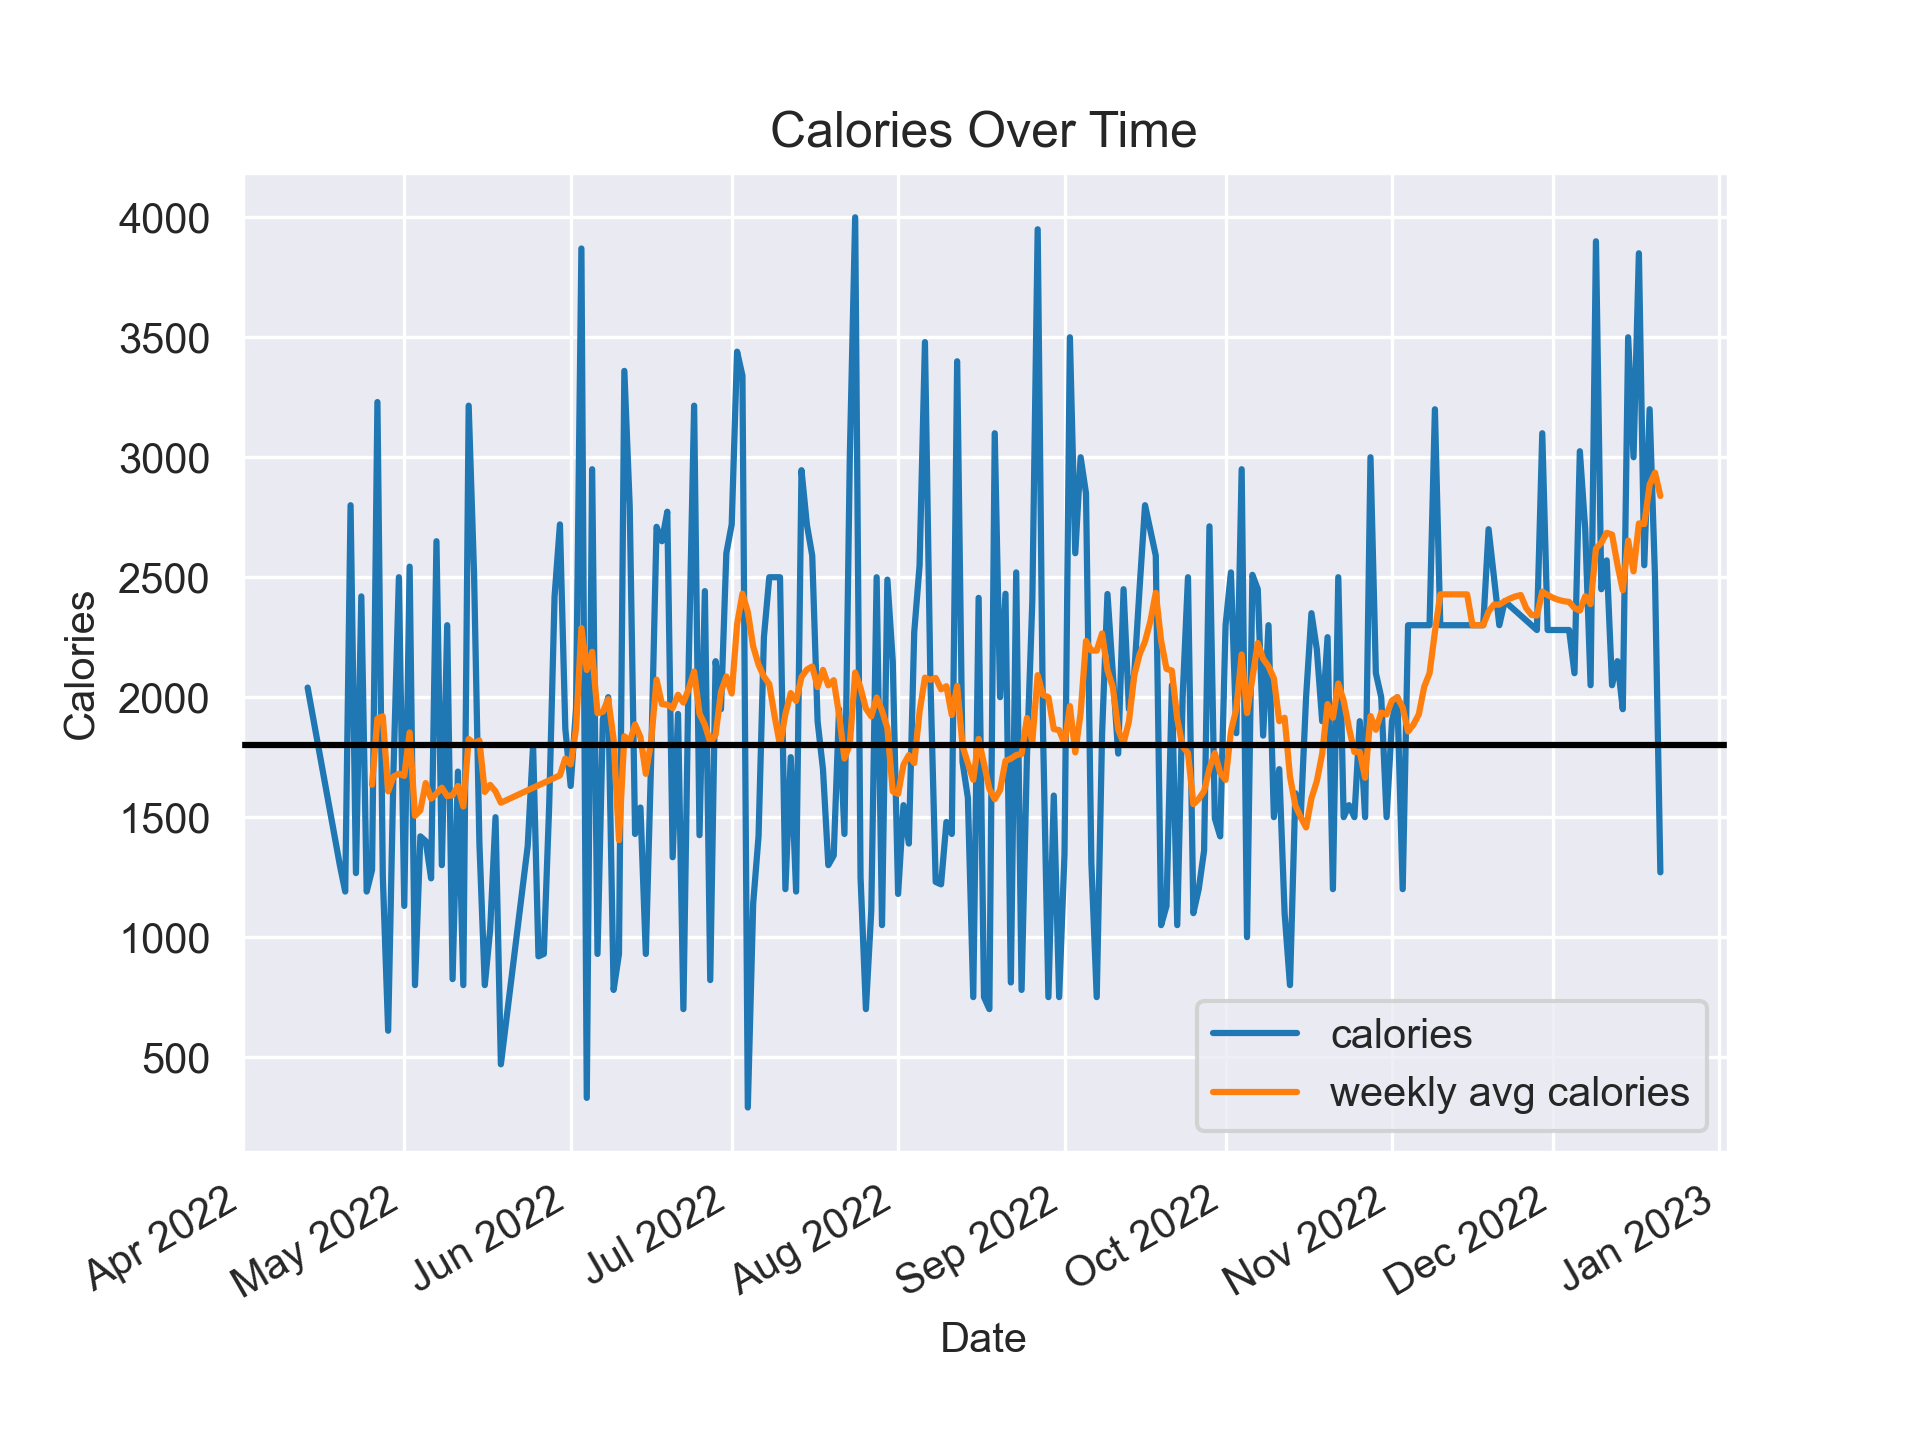 Calories Over Time
4000
3500
3000
2500
2000
1500
1000
500
Calories
calories
weekly avg calories
Apr 2022
May 2022
Jun 2022
Jul 2022
Aug 2022
Sep 2022
Oct 2022
Nov 2022
Dec 2022
Jan 2023
Date